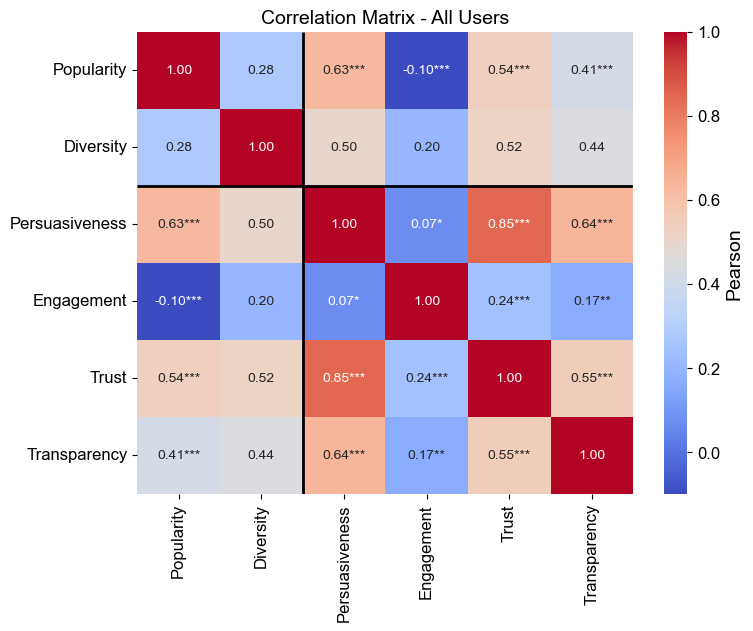 Correlation Matrix - All Users
Popularity 1.00 0.28 0.63*** -0.10*** 0.54*** 0.41***
Diversity 0.28 1.00 0.50 0.20 0.52 0.44
Persuasiveness 0.63*** 0.50 1.00 0.07* 0.85*** 0.64***
Engagement -0.10*** 0.20 0.07* 1.00 0.24*** 0.17**
Trust 0.54*** 0.52 0.85*** 0.24*** 1.00 0.55***
Transparency 0.41*** 0.44 0.64*** 0.17** 0.55*** 1.00
Popularity
Diversity
Persuasiveness
Engagement
Trust
Transparency
1.0
0.8
0.6
0.4
0.2
0.0
Pearson